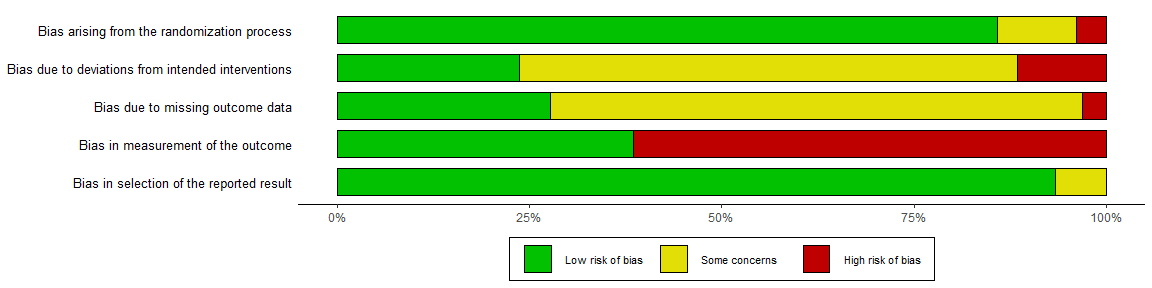 Bias arising from the randomization process
Bias due to deviations from intended interventions
Bias due to missing outcome data
Bias in measurement of the outcome
Bias in selection of the reported result
0% 25% 50% 75% 100%
Low risk of bias Some concerns High risk of bias